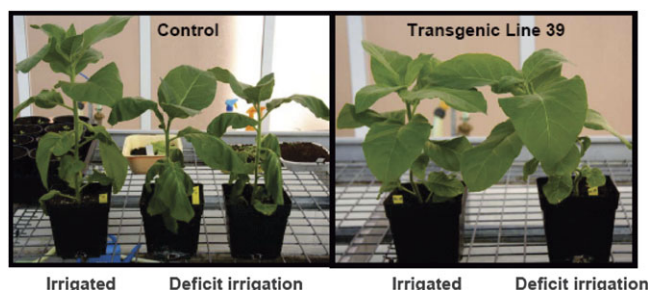 Control
Transgenic Line 39
Irrigated
Deficit irrigation
Irrigated
Deficit irrigation